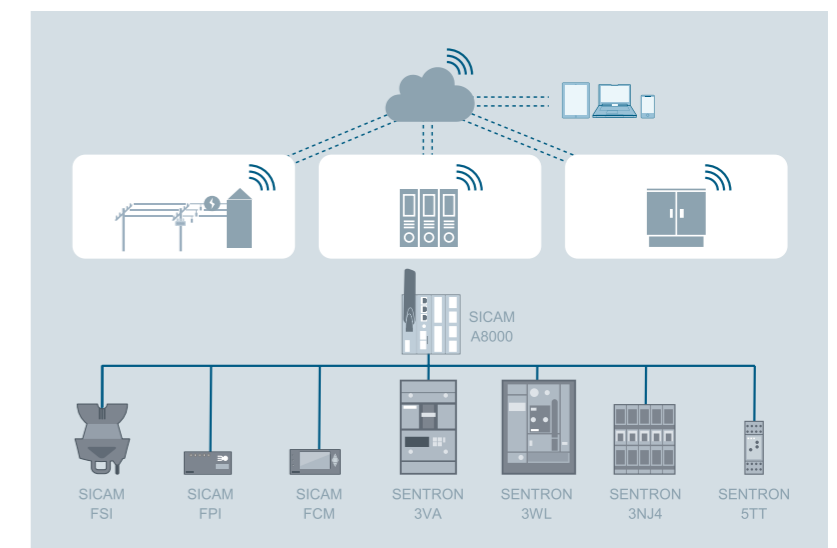 SICAM
A8000
SICAM
FSI
SICAM
FPI
SICAM
FCM
SENTRON
3VA
SENTRON
3WL
SENTRON
3NJ4
SENTRON
5TT